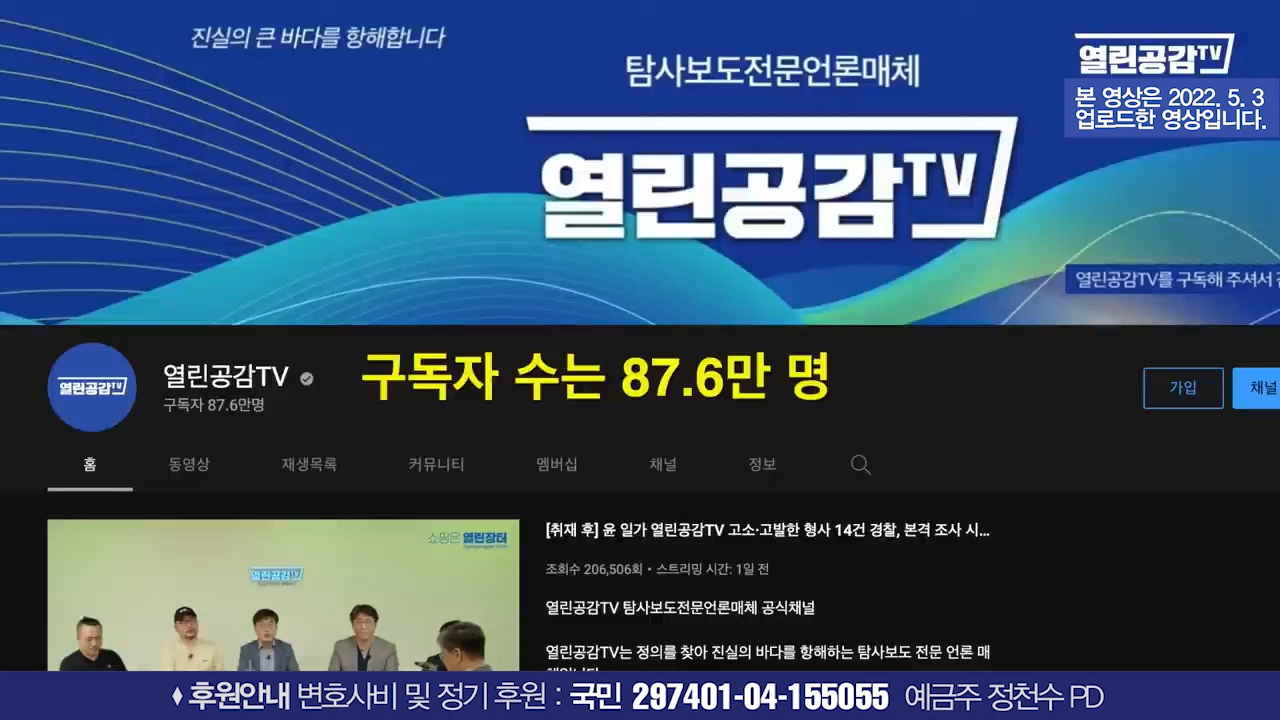 진실의 큰 바다를 항해합니다
탐사보도전문언론매체
열린공감TV
열린공감TV
본 영상은 2022. 5. 3
업로드한 영상입니다.
열린공감TV를 구독해 주셔서
열린공감TV
열린공감TV
구독자 87.6만명
구독자 수는 87.6만 명
가입
채널
홈
동영상
재생목록
커뮤니티
멤버십
채널
정보
쇼핑은 열린장터
열린공감TV
[취재 후] 윤 일가 열린공감TV 고소·고발한 형사 14건 경찰, 본격 조사 시...
조회수 206,506회 • 스트리밍 시간: 1일 전
열린공감TV 탐사보도전문언론매체 공식채널
열린공감TV는 정의를 찾아 진실의 바다를 항해하는 탐사보도 전문 언론 매
♦ 후원안내 변호사비 및 정기 후원 : 국민 297401-04-155055 예금주 정천수 PD